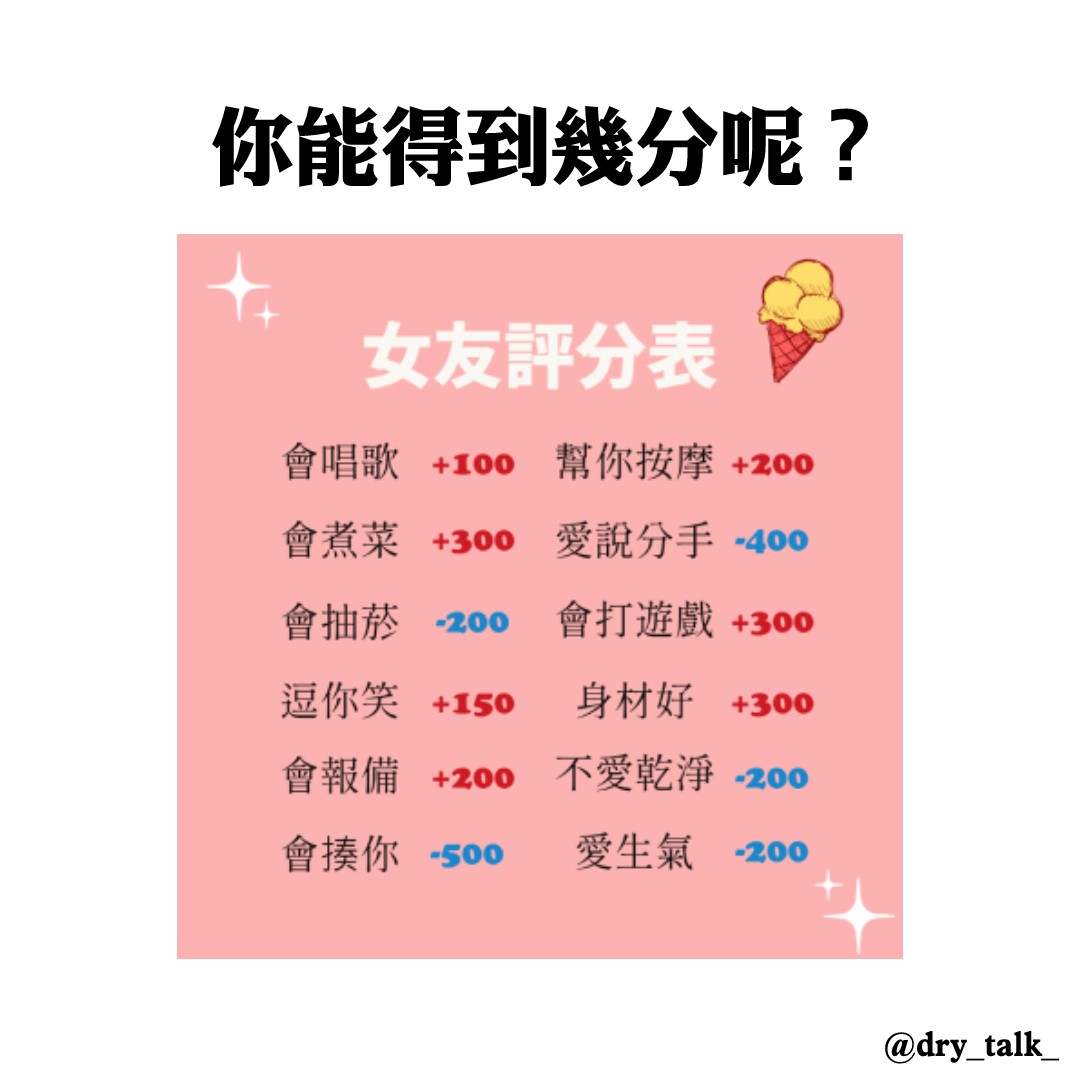 你能得到幾分呢？
女友評分表
會唱歌 +100 幫你按摩 +200
會煮菜 +300 愛說分手 -400
會抽菸 -200 會打遊戲 +300
逗你笑 +150 身材好 +300
會報備 +200 不愛乾淨 -200
會揍你 -500 愛生氣 -200
@dry_talk_